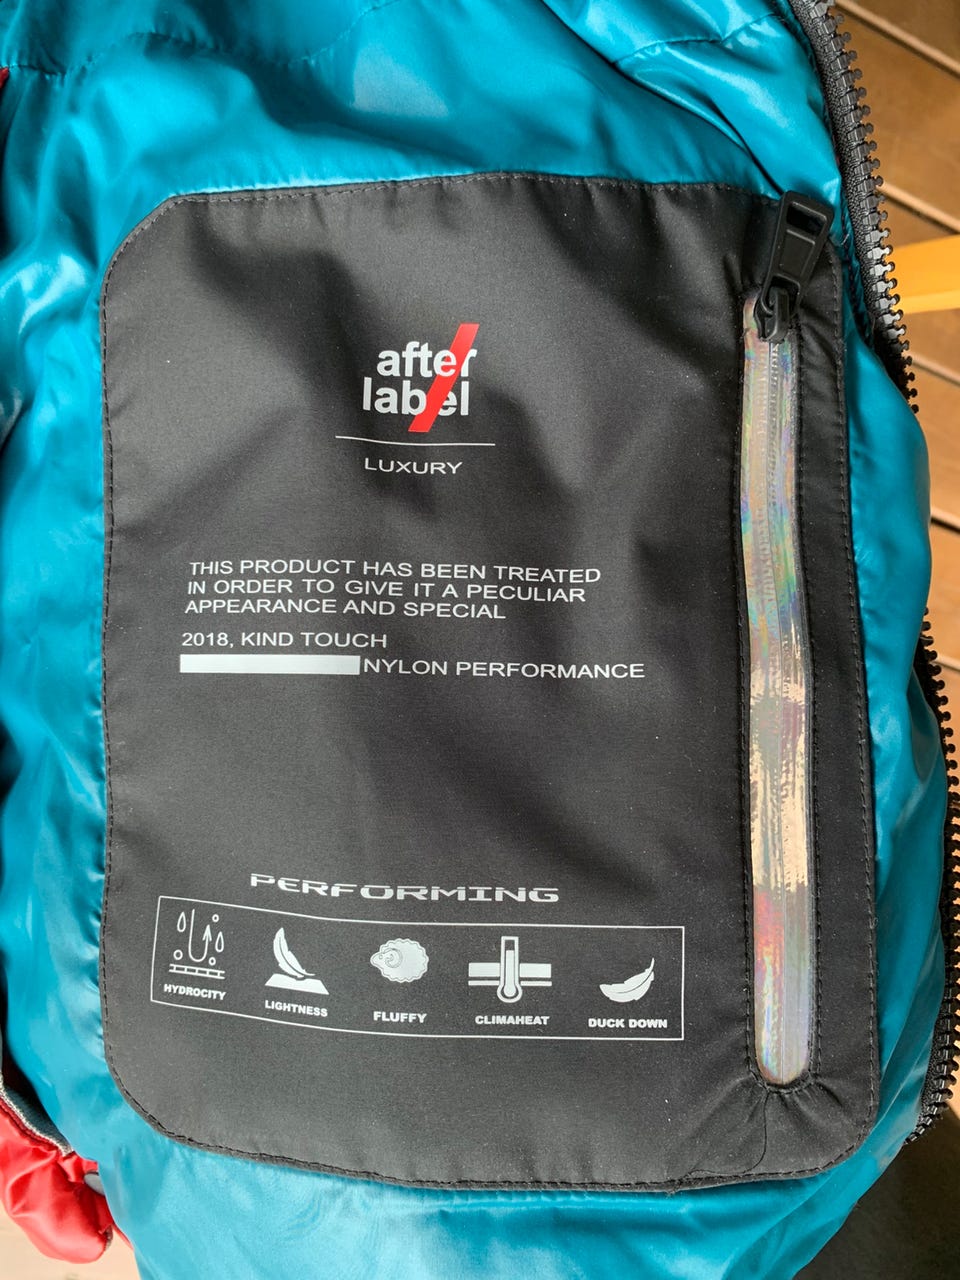 after
label
LUXURY
THIS PRODUCT HAS BEEN TREATED
IN ORDER TO GIVE IT A PECULIAR
APPEARANCE AND SPECIAL
2018, KIND TOUCH
NYLON PERFORMANCE
PERFORMING
HYDROCITY
LIGHTNESS
FLUFFY
CLIMAHEAT
DUCK DOWN